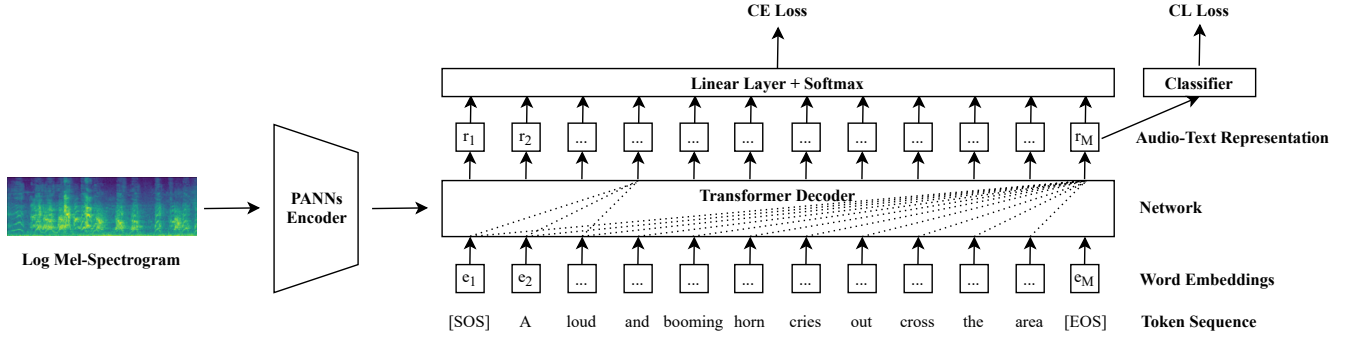 CE Loss
CL Loss
Linear Layer + Softmax
Classifier
r1 r2 ... ... ... ... ... ... ... ... ... rM
Audio-Text Representation
PANNs
Encoder
Transformer Decoder
Network
Log Mel-Spectrogram
e1 e2 ... ... ... ... ... ... ... ... ... eM
Word Embeddings
[SOS] A loud and booming horn cries out cross the area [EOS]
Token Sequence